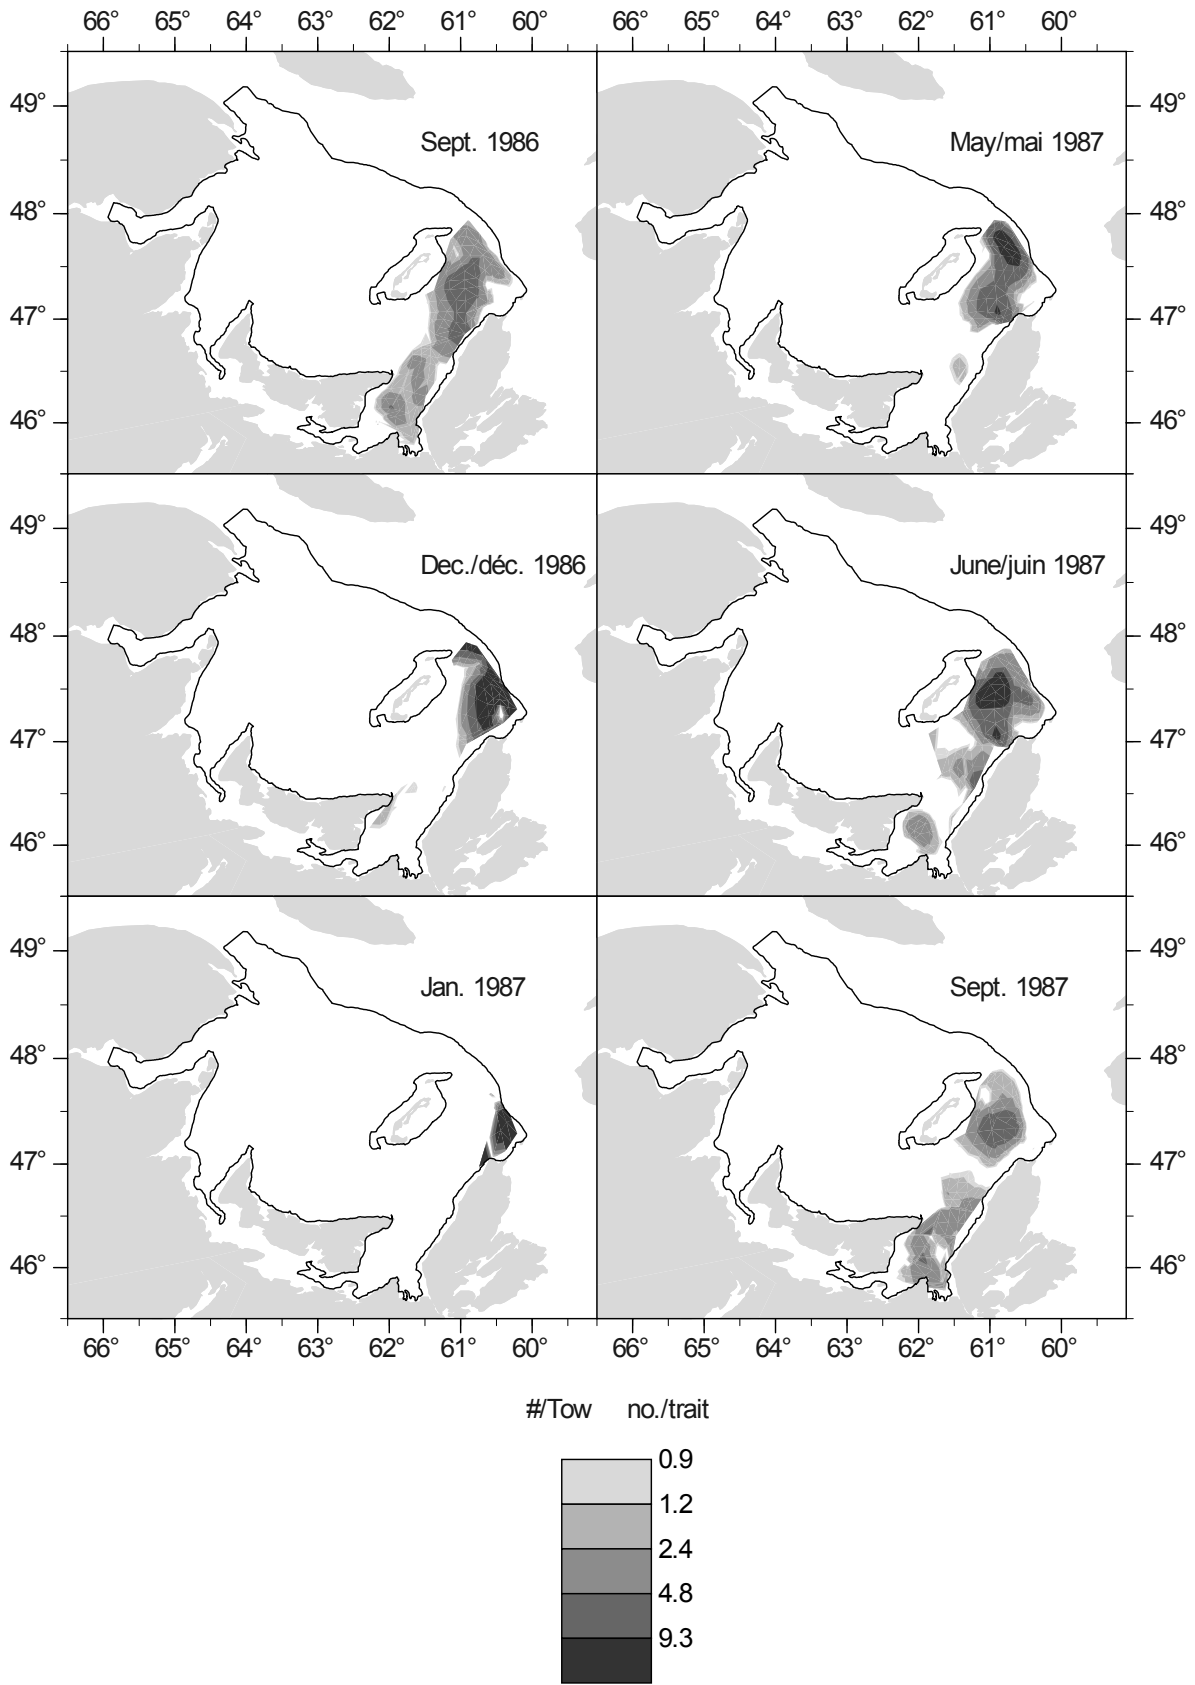 66° 65° 64° 63° 62° 61° 60° 66° 65° 64° 63° 62° 61° 60°
49° 49°
Sept. 1986 May/mai 1987
48° 48°
47° 47°
46° 46°
49° 49°
Dec./déc. 1986 June/juin 1987
48° 48°
47° 47°
46° 46°
49° 49°
Jan. 1987 Sept. 1987
48° 48°
47° 47°
46° 46°
66° 65° 64° 63° 62° 61° 60° 66° 65° 64° 63° 62° 61° 60°
#/Tow no./trait
0.9
1.2
2.4
4.8
9.3